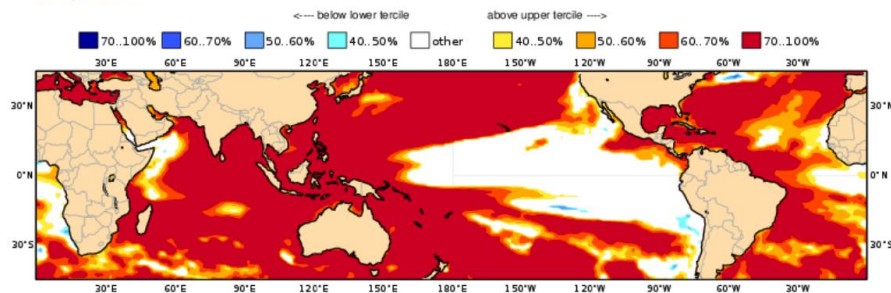 <---- below lower tercile above upper tercile ---->
70..100% 60..70% 50..60% 40..50% other 40..50% 50..60% 60..70% 70..100%
30°E 60°E 90°E 120°E 150°E 180°E 150°W 120°W 90°W 60°W 30°W
30°N 30°N
0°N 0°N
30°S 30°S
30°E 60°E 90°E 120°E 150°E 180°E 150°W 120°W 90°W 60°W 30°W